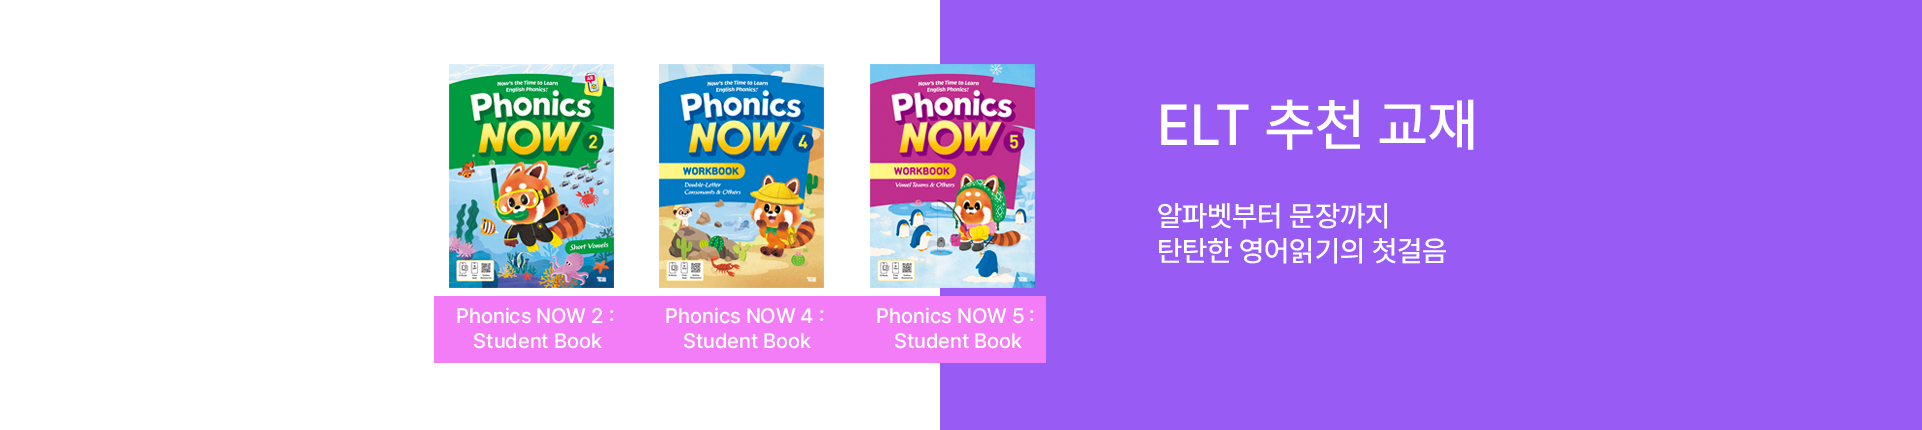 Now's the Time to Learn
English Phonics!
Phonics
NOW 2
Short Vowels
Now's the Time to Learn
English Phonics!
Phonics
NOW 4
WORKBOOK
Double-Letter
Consonants & Others
Now's the Time to Learn
English Phonics!
Phonics
NOW 5
WORKBOOK
Vowel Teams & Others
Phonics NOW 2 :
Student Book
Phonics NOW 4 :
Student Book
Phonics NOW 5 :
Student Book
ELT 추천 교재
알파벳부터 문장까지
탄탄한 영어읽기의 첫걸음